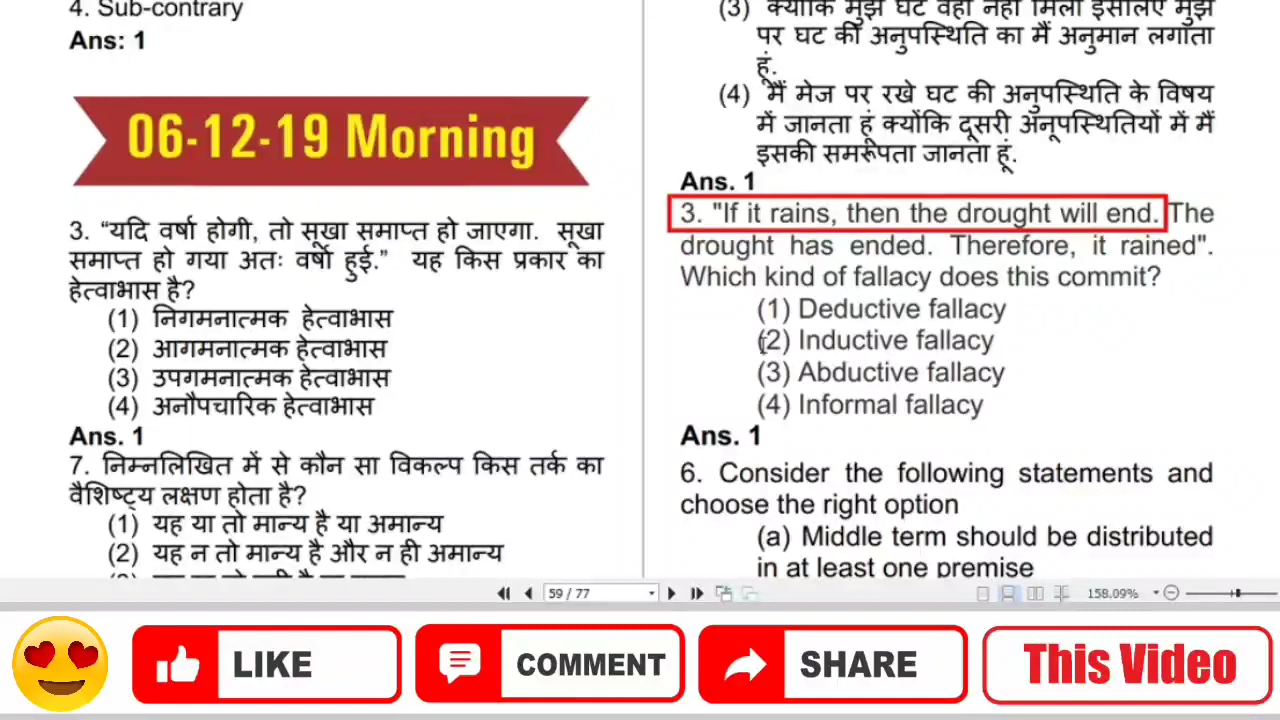 4. Sub-contrary
Ans: 1
06-12-19 Morning
3. “यदि वर्षा होगी, तो सूखा समाप्त हो जाएगा. सूखा
समाप्त हो गया अतः वर्षा हुई.” यह किस प्रकार का
हेत्वाभास है?
(1) निगमनात्मक हेत्वाभास
(2) आगमनात्मक हेत्वाभास
(3) उपगमनात्मक हेत्वाभास
(4) अनौपचारिक हेत्वाभास
Ans. 1
7. निम्नलिखित में से कौन सा विकल्प किस तर्क का
वैशिष्ट्य लक्षण होता है?
(1) यह या तो मान्य है या अमान्य
(2) यह न तो मान्य है और न ही अमान्य
(3) क्योंकि मुझे घट वहां नहीं मिला इसलिए मुझे
पर घट की अनुपस्थिति का मैं अनुमान लगाता
हूं.
(4) मैं मेज पर रखे घट की अनुपस्थिति के विषय
में जानता हूं क्योंकि दूसरी अनूपस्थितियों में मैं
इसकी समरूपता जानता हूं.
Ans. 1
3. "If it rains, then the drought will end. The
drought has ended. Therefore, it rained".
Which kind of fallacy does this commit?
(1) Deductive fallacy
(2) Inductive fallacy
(3) Abductive fallacy
(4) Informal fallacy
Ans. 1
6. Consider the following statements and
choose the right option
(a) Middle term should be distributed
in at least one premise
59 / 77
158.09%
LIKE
COMMENT
SHARE
This Video